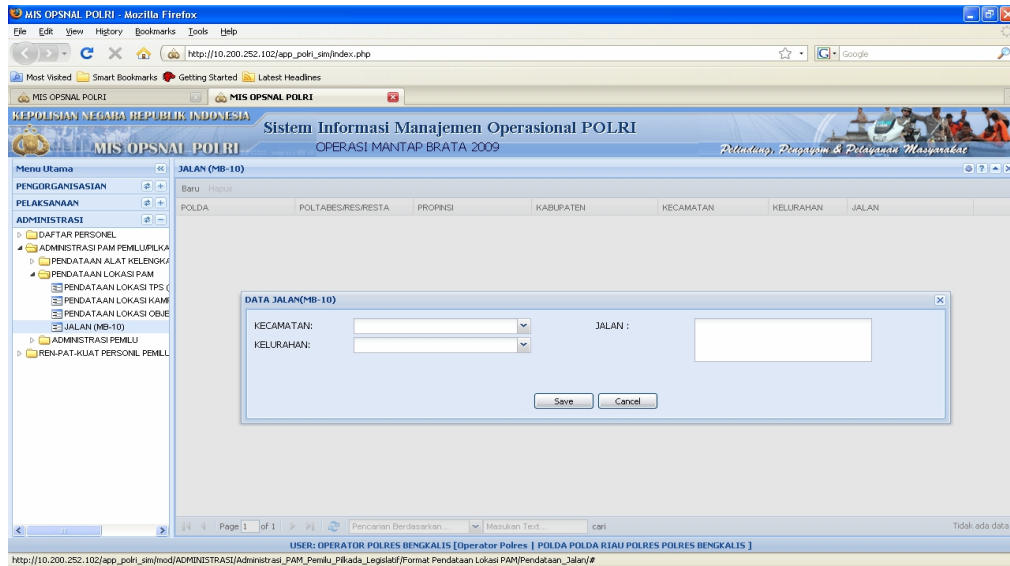 MIS OPSNAL POLRI - Mozilla Firefox
File Edit View History Bookmarks Tools Help
http://10.200.252.102/app_polri_sim/index.php
Google
Most Visited Smart Bookmarks Getting Started Latest Headlines
MIS OPSNAL POLRI MIS OPSNAL POLRI
KEPOLISIAN NEGARA REPUBLIK INDONESIA
Sistem Informasi Manajemen Operasional POLRI
MIS OPSNAL POLRI
OPERASI MANTAP BRATA 2009
Pelindung, Pengayom & Pelayanan Masyarakat
Menu Utama
JALAN (MB-10)
PENGORGANISASIAN
Baru Hapus
PELAKSANAAN
POLDA POLTABES/RES/RESTA PROPINSI KABUPATEN KECAMATAN KELURAHAN JALAN
ADMINISTRASI
DAFTAR PERSONEL
ADMINISTRASI PAM PEMILU/PILKA
PENDATAAN ALAT KELENGKA
PENDATAAN LOKASI PAM
PENDATAAN LOKASI TPS (
PENDATAAN LOKASI KAMP
PENDATAAN LOKASI OBJE
JALAN (MB-10)
ADMINISTRASI PEMILU
REN-PAT-KUAT PERSONIL PEMILU
DATA JALAN(MB-10)
KECAMATAN: JALAN :
KELURAHAN:
Save Cancel
Page 1 of 1 Pencarian Berdasarkan... Masukan Text... cari Tidak ada data
USER: OPERATOR POLRES BENGKALIS [Operator Polres | POLDA POLDA RIAU POLRES POLRES BENGKALIS ]
http://10.200.252.102/app_polri_sim/mod/ADMINISTRASI/Administrasi_PAM_Pemilu_Pilkada_Legislatif/Format Pendataan Lokasi PAM/Pendataan_Jalan/#